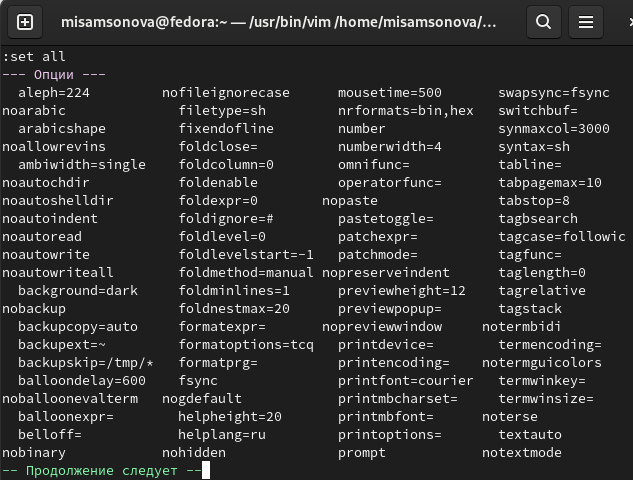 misamsonova@fedora:~ — /usr/bin/vim /home/misamsonova/...
:set all
--- Опции ---
  aleph=224         nofileignorecase      mousetime=500       swapsync=fsync
noarabic              filetype=sh         nrformats=bin,hex   switchbuf=
  arabicshape         fixendofline        number              synmaxcol=3000
noallowrevins         foldclose=          numberwidth=4       syntax=sh
  ambiwidth=single    foldcolumn=0        omnifunc=           tabline=
noautochdir           foldenable          operatorfunc=       tabpagemax=10
noautoshelldir        foldexpr=0        nopaste               tabstop=8
noautoindent          foldignore=#        pastetoggle=        tagbsearch
noautoread            foldlevel=0         patchexpr=          tagcase=followic
noautowrite           foldlevelstart=-1   patchmode=          tagfunc=
noautowriteall        foldmethod=manual nopreserveindent      taglength=0
  background=dark     foldminlines=1      previewheight=12    tagrelative
nobackup              foldnestmax=20      previewpopup=       tagstack
  backupcopy=auto     formatexpr=       nopreviewwindow     notermbidi
  backupext=~         formatoptions=tcq   printdevice=        termencoding=
  backupskip=/tmp/*   formatprg=          printencoding=    notermguicolors
  balloondelay=600    fsync               printfont=courier   termwinkey=
noballoonevalterm   nogdefault            printmbcharset=     termwinsize=
  balloonexpr=        helpheight=20       printmbfont=      noterse
  belloff=            helplang=ru         printoptions=       textauto
nobinary            nohidden              prompt            notextmode
-- Продолжение следует --